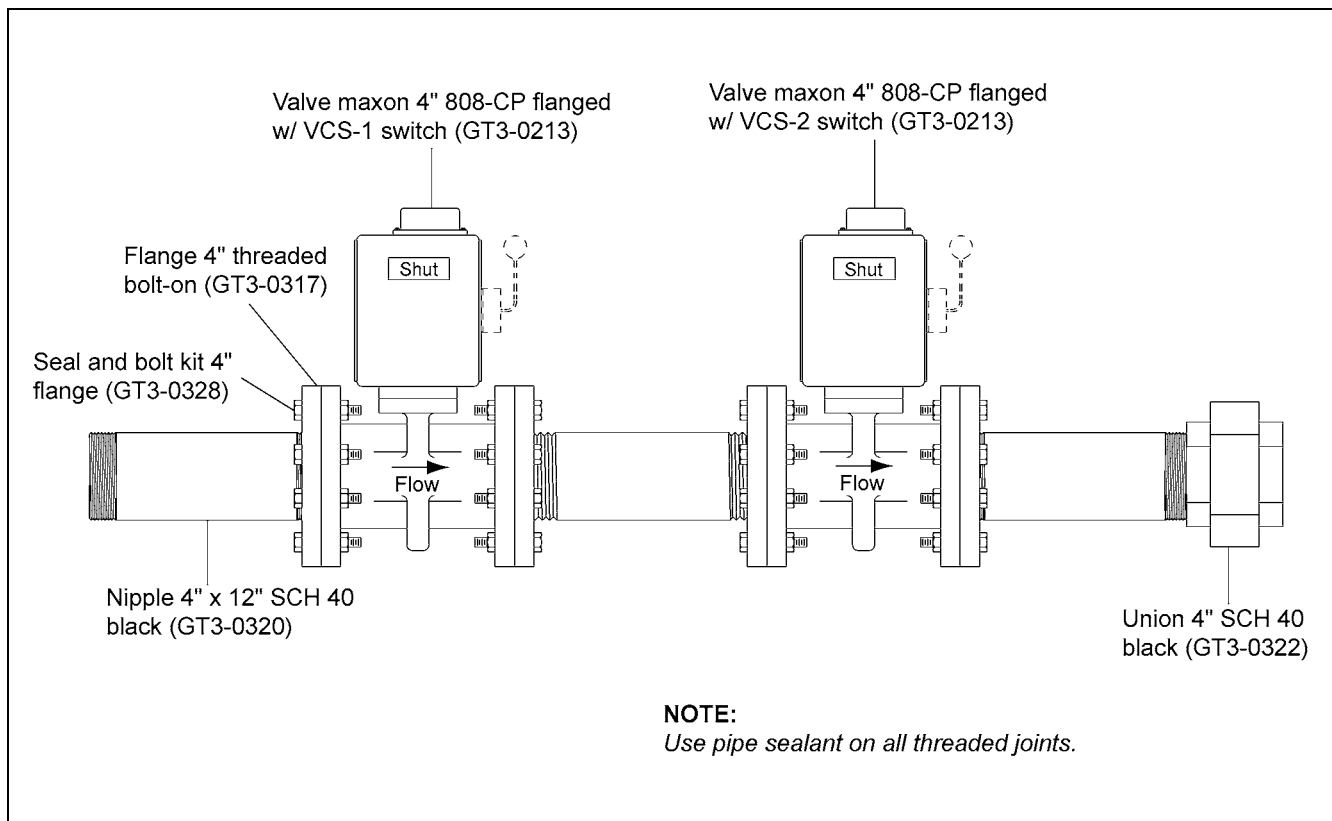 Valve maxon 4" 808-CP flanged
w/ VCS-1 switch (GT3-0213)
Valve maxon 4" 808-CP flanged
w/ VCS-2 switch (GT3-0213)
Flange 4" threaded
bolt-on (GT3-0317)
Shut
Shut
Seal and bolt kit 4"
flange (GT3-0328)
Flow
Flow
Nipple 4" x 12" SCH 40
black (GT3-0320)
Union 4" SCH 40
black (GT3-0322)
NOTE:
Use pipe sealant on all threaded joints.